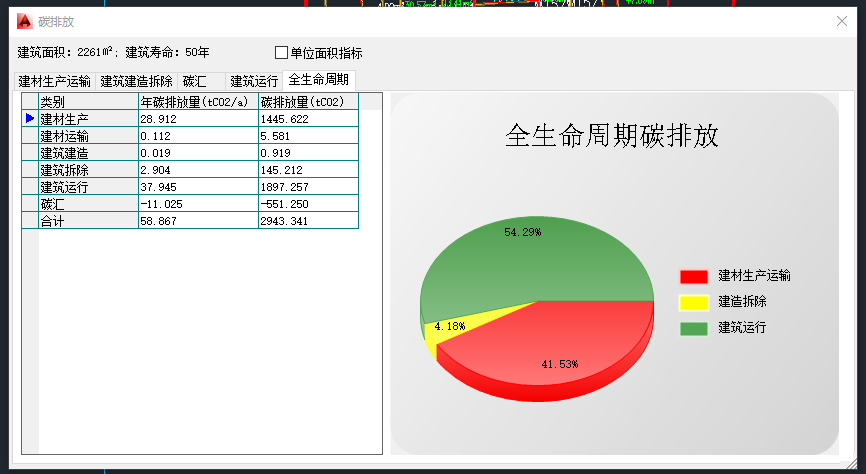 碳排放
建筑面积: 2261㎡; 建筑寿命: 50年 单位面积指标
建材生产运输 建筑建造拆除 碳汇 建筑运行 全生命周期
类别 年碳排放量(tCO2/a) 碳排放量(tCO2)
建材生产 28.912 1445.622
建材运输 0.112 5.581
建筑建造 0.019 0.919
建筑拆除 2.904 145.212
建筑运行 37.945 1897.257
碳汇 -11.025 -551.250
合计 58.867 2943.341
全生命周期碳排放
54.29%
4.18%
41.53%
建材生产运输
建造拆除
建筑运行